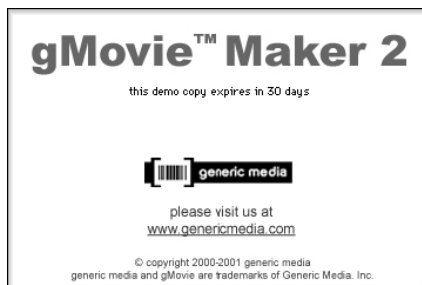 gMovie™ Maker 2
this demo copy expires in 30 days
generic media
please visit us at
www.genericmedia.com
© copyright 2000-2001 generic media
generic media and gMovie are trademarks of Generic Media. Inc.